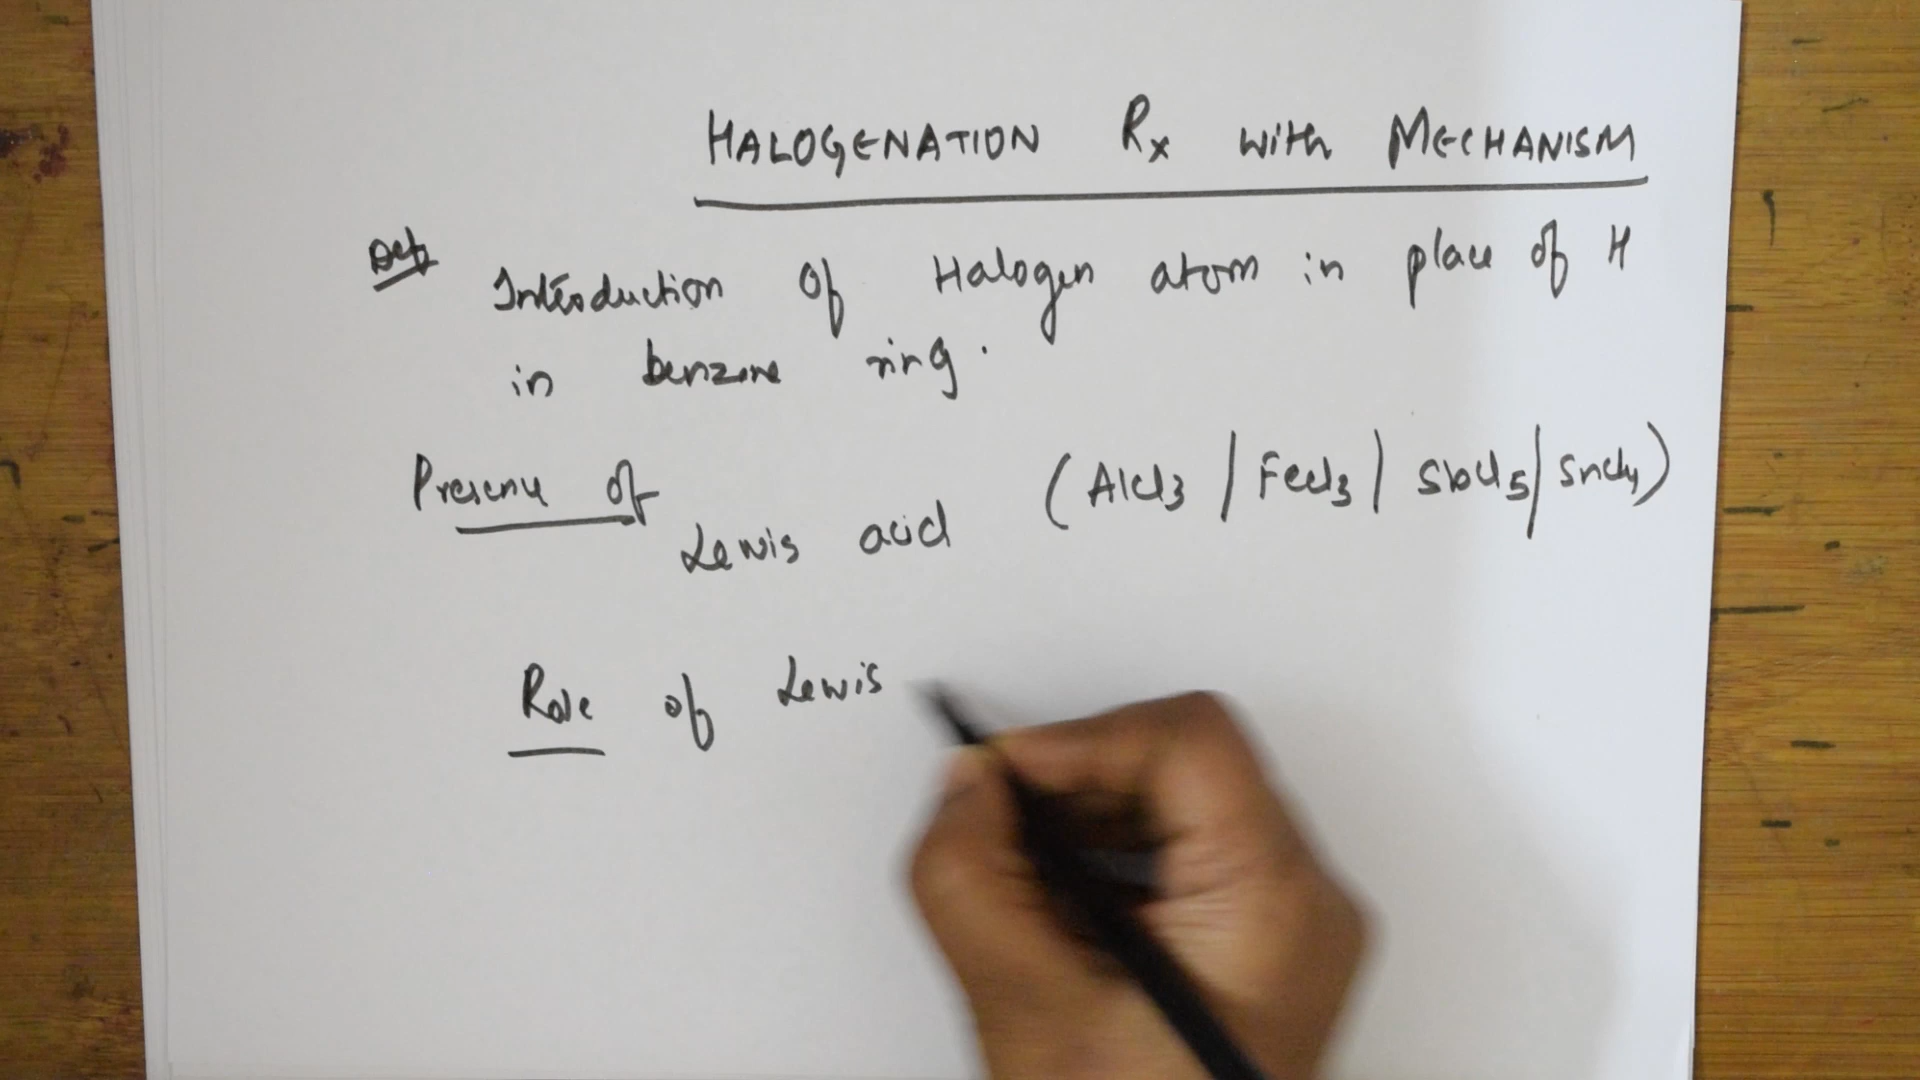 HALOGENATION Rx with MECHANISM
Def Introduction of Halogen atom in place of H
in benzene ring.
Presence of
Lewis acid (AlCl3 / FeCl3 / SbCl5 / SnCl4)
Role of Lewis